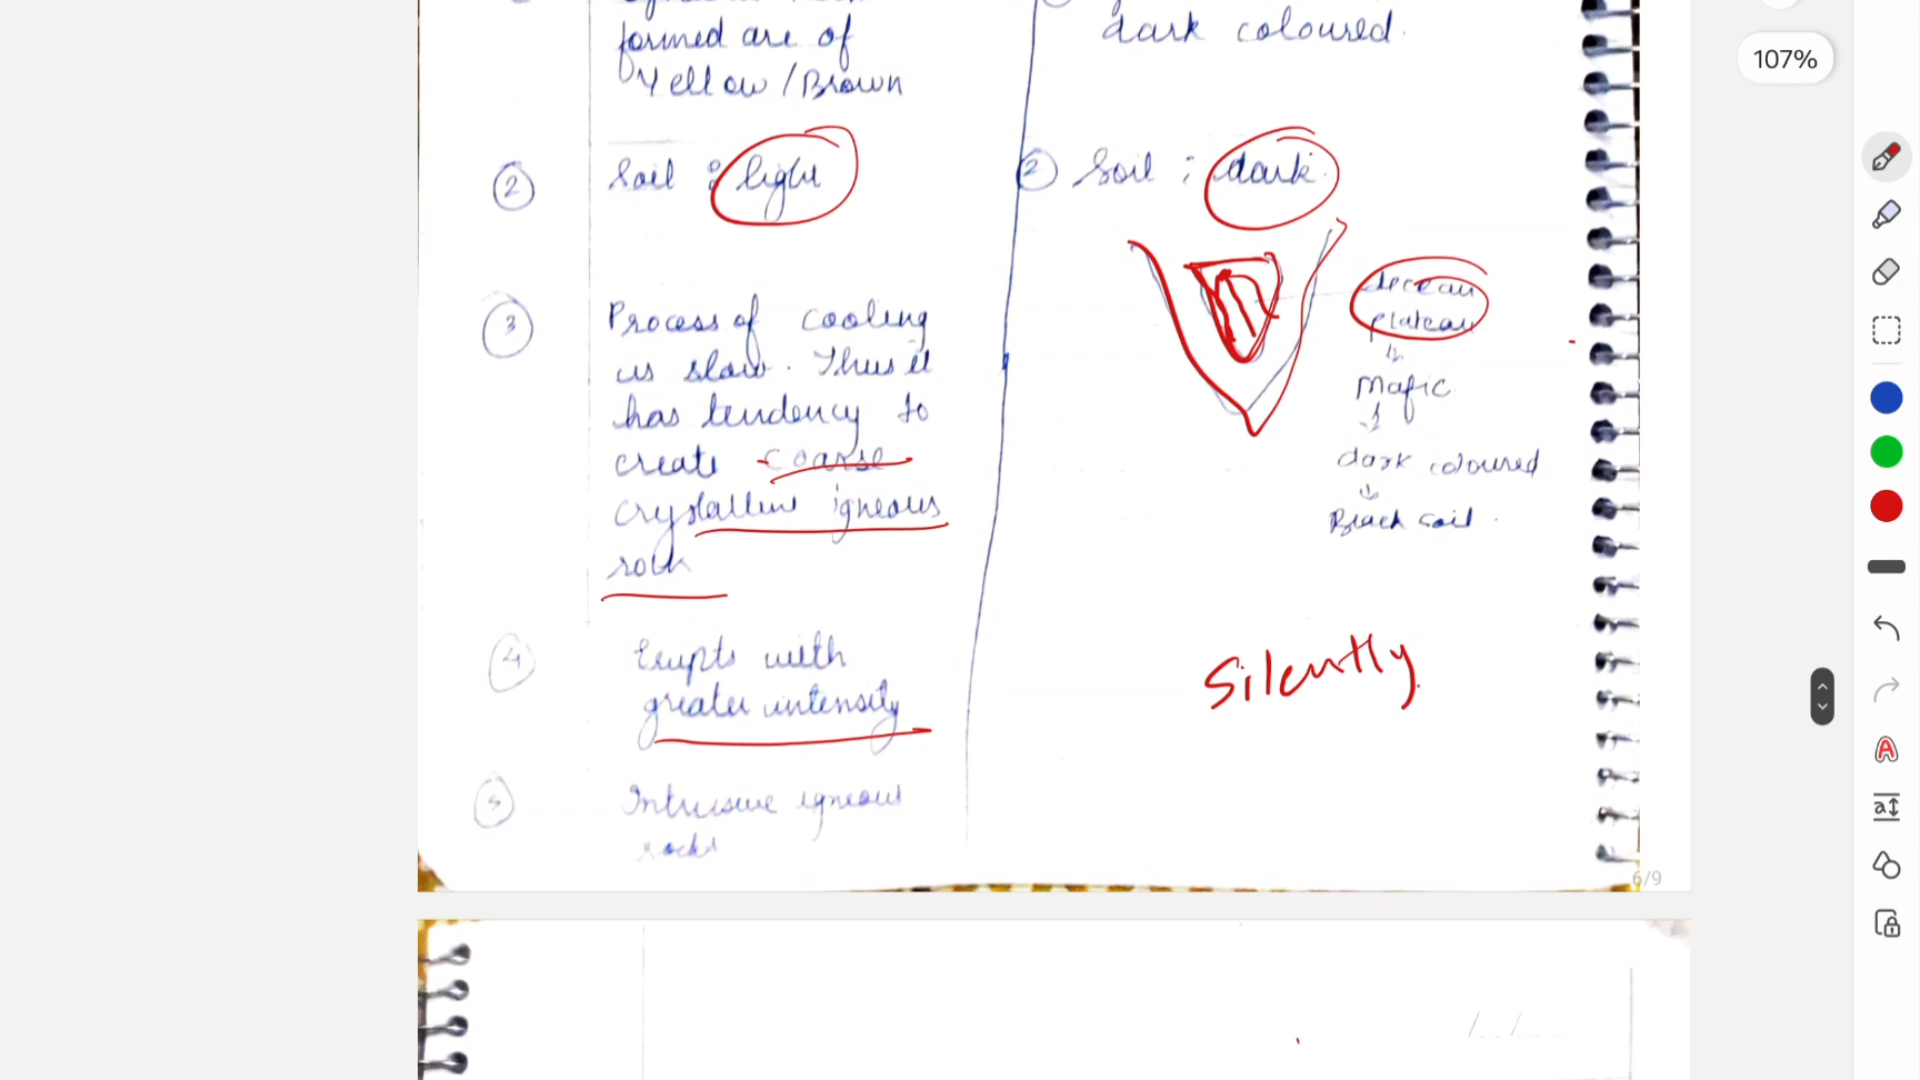 formed are of
Yellow/Brown
dark coloured.
107%
2 Soil : light
2 Soil : dark
deccan
plateau
Mafic
dark coloured
Black soil.
3 Process of cooling
is slow. Thus it
has tendency to
create coarse
crystalline igneous
rock
4 Erupts with
greater intensity
Silently
5 Intrusive igneous
rocks
6/9